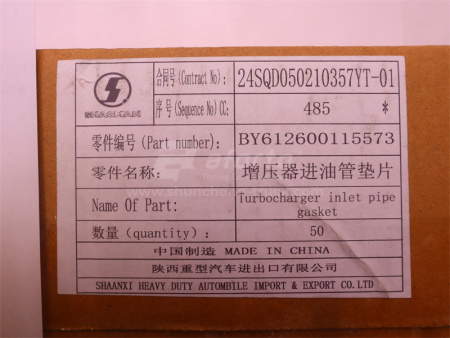 SHACMAN
合同号(Contract No) 24SQD050210357YT-01
序 号(Sequence No)CG: 485 *
零件编号(Part number): BY612600115573
零件名称: 增压器进油管垫片
Name Of Part: Turbocharger inlet pipe
gasket
数量(quantity): 50
中国制造 MADE IN CHINA
陕西重型汽车进出口有限公司
SHAANXI HEAVY DUTY AUTOMBILE IMPORT & EXPORT CO.LTD